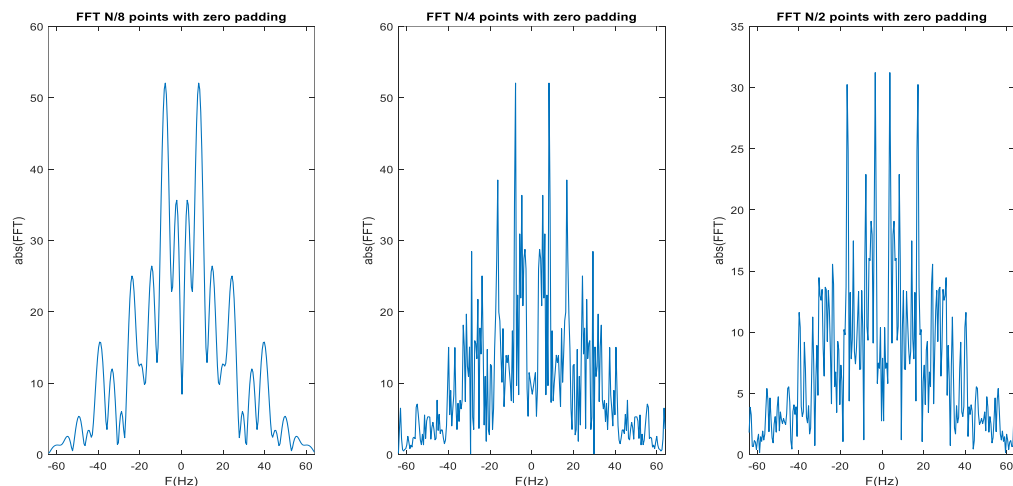 FFT N/8 points with zero padding
60
50
40
30
20
10
0
abs(FFT)
-60 -40 -20 0 20 40 60
F(Hz)
FFT N/4 points with zero padding
60
50
40
30
20
10
0
abs(FFT)
-60 -40 -20 0 20 40 60
F(Hz)
FFT N/2 points with zero padding
35
30
25
20
15
10
5
0
abs(FFT)
-60 -40 -20 0 20 40 60
F(Hz)